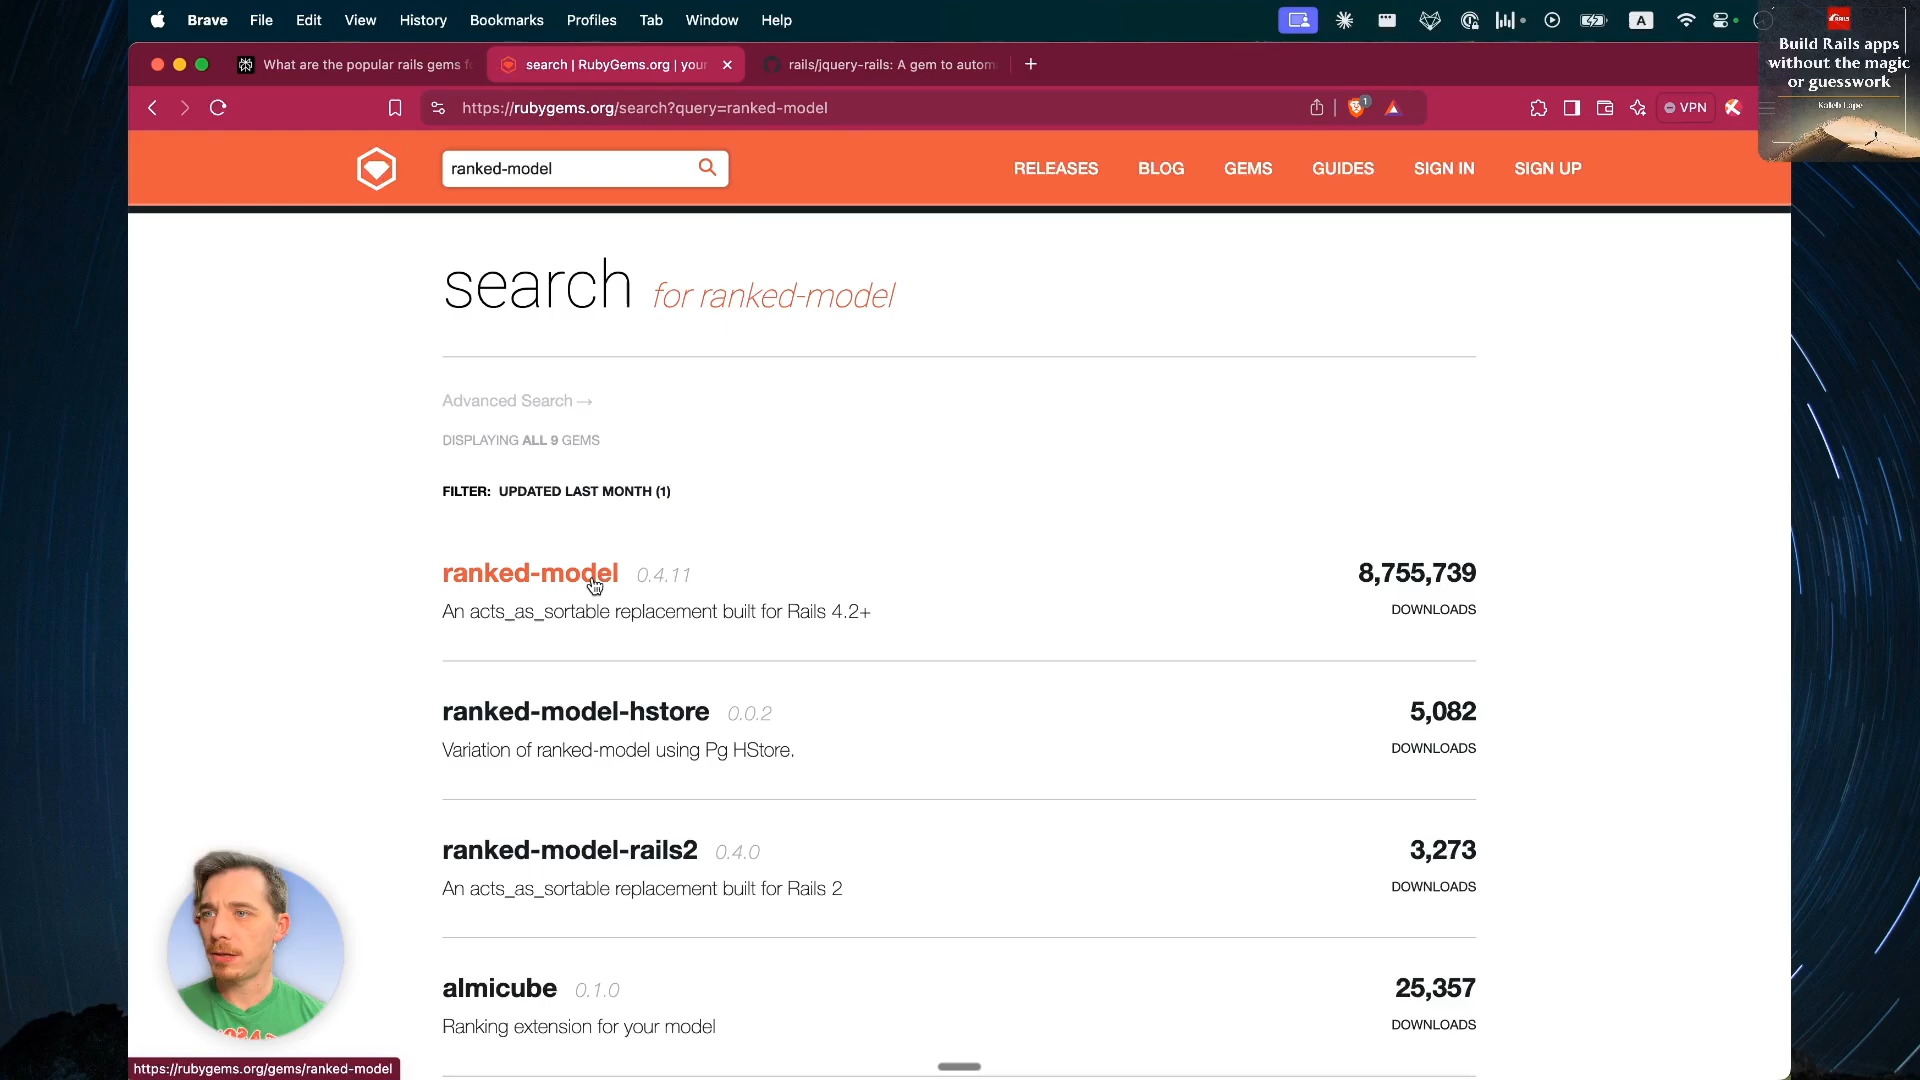 Brave File Edit View History Bookmarks Profiles Tab Window Help
A
Build Rails apps
without the magic
or guesswork
Kaleb Lape
What are the popular rails gems f
search | RubyGems.org | your
rails/jquery-rails: A gem to autom
https://rubygems.org/search?query=ranked-model
1
VPN
ranked-model
RELEASES BLOG GEMS GUIDES SIGN IN SIGN UP
search for ranked-model
Advanced Search →
DISPLAYING ALL 9 GEMS
FILTER: UPDATED LAST MONTH (1)
ranked-model 0.4.11
8,755,739
An acts_as_sortable replacement built for Rails 4.2+
DOWNLOADS
ranked-model-hstore 0.0.2
5,082
Variation of ranked-model using Pg HStore.
DOWNLOADS
ranked-model-rails2 0.4.0
3,273
An acts_as_sortable replacement built for Rails 2
DOWNLOADS
almicube 0.1.0
25,357
Ranking extension for your model
DOWNLOADS
https://rubygems.org/gems/ranked-model